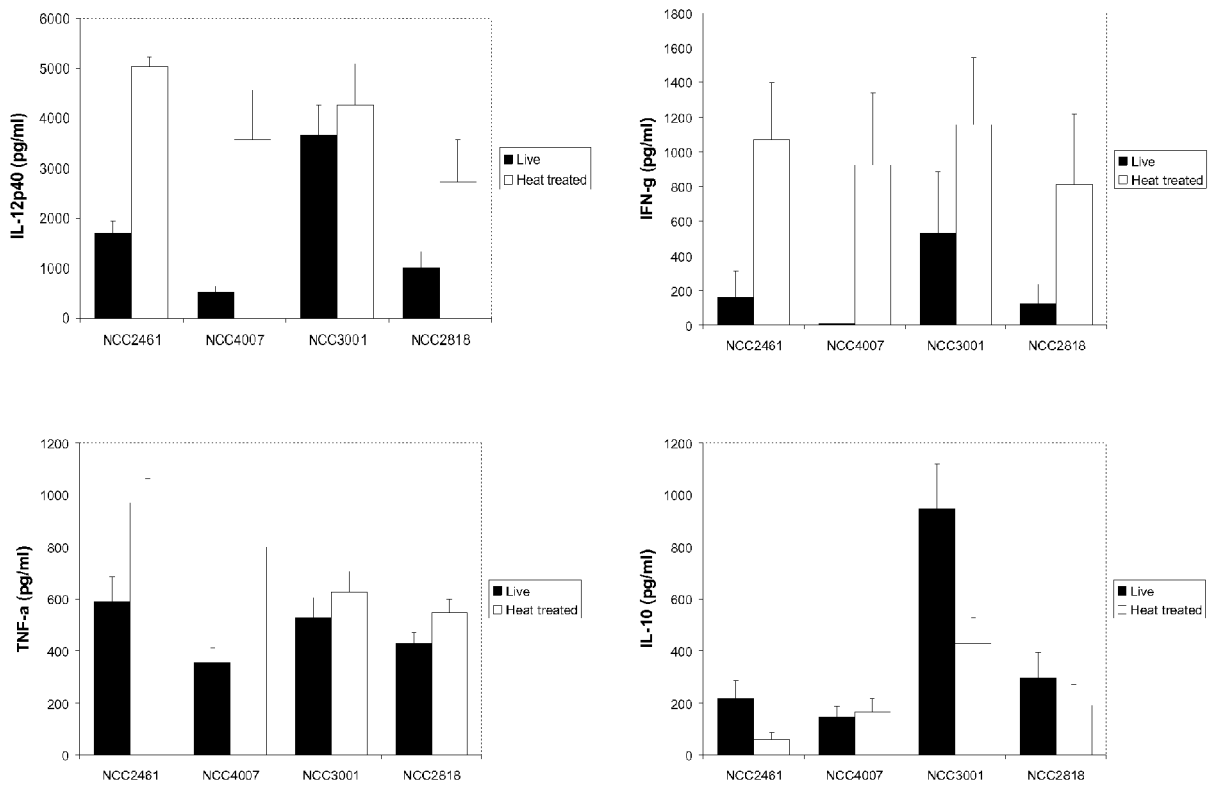 IL-12p40 (pg/ml)
6000
5000
4000
3000
2000
1000
0
NCC2461 NCC4007 NCC3001 NCC2818
Live
Heat treated
IFN-g (pg/ml)
1800
1600
1400
1200
1000
800
600
400
200
0
NCC2461 NCC4007 NCC3001 NCC2818
Live
Heat treated
TNF-a (pg/ml)
1200
1000
800
600
400
200
0
NCC2461 NCC4007 NCC3001 NCC2818
Live
Heat treated
IL-10 (pg/ml)
1200
1000
800
600
400
200
0
NCC2461 NCC4007 NCC3001 NCC2818
Live
Heat treated